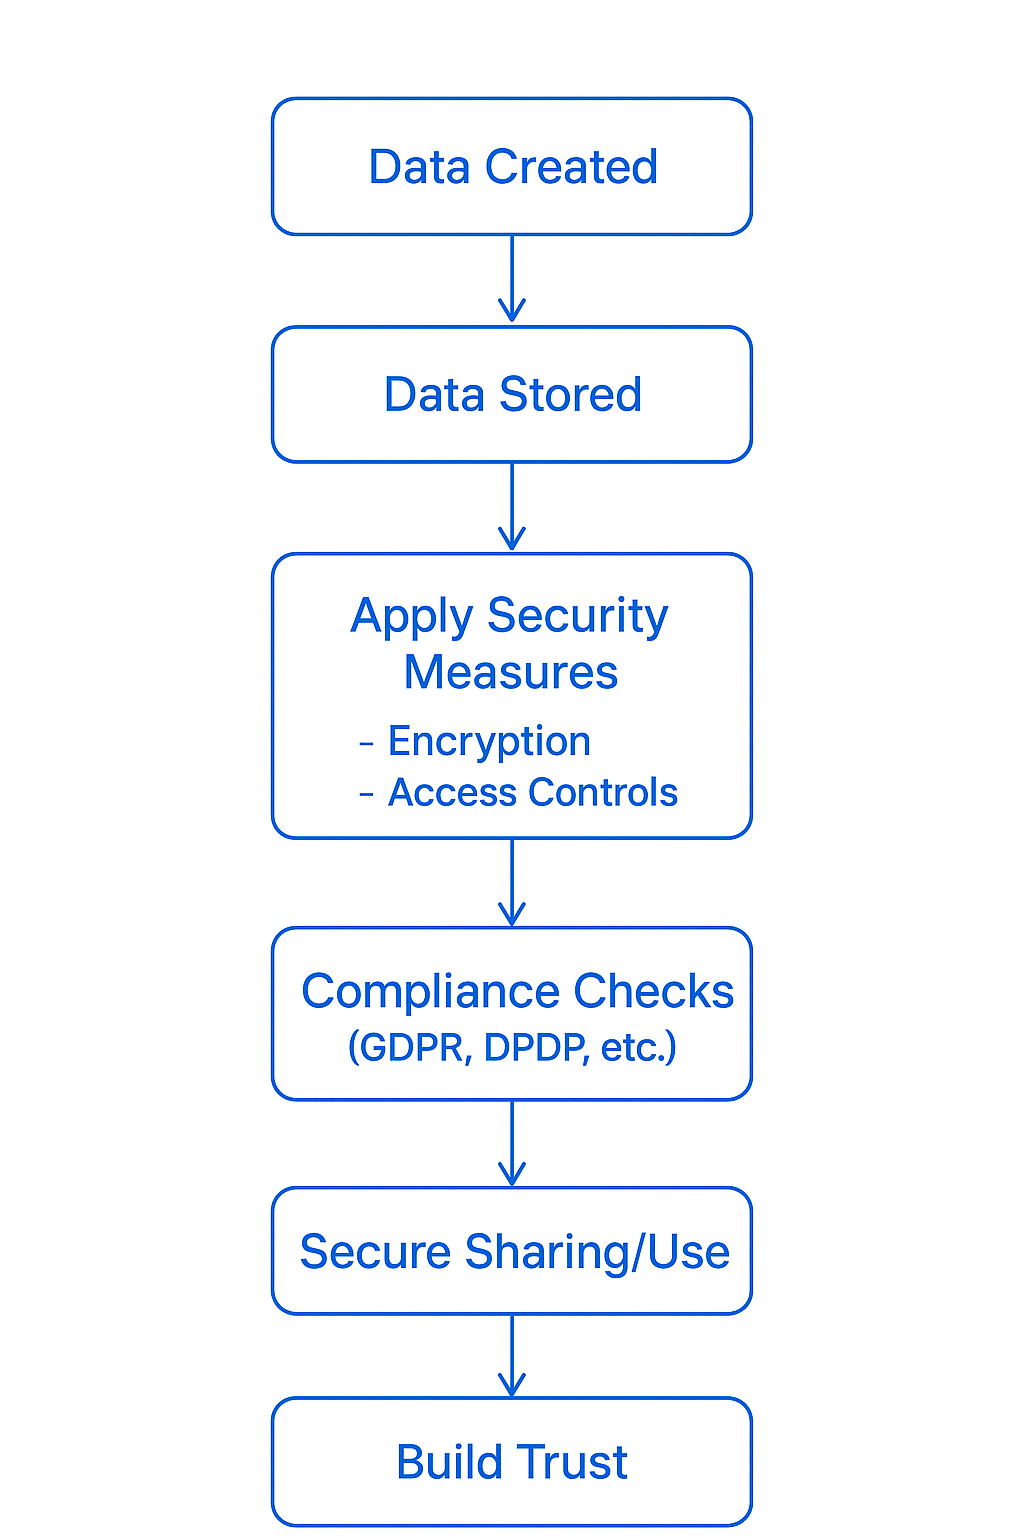 Data Created
Data Stored
Apply Security
Measures
- Encryption
- Access Controls
Compliance Checks
(GDPR, DPDP, etc.)
Secure Sharing/Use
Build Trust